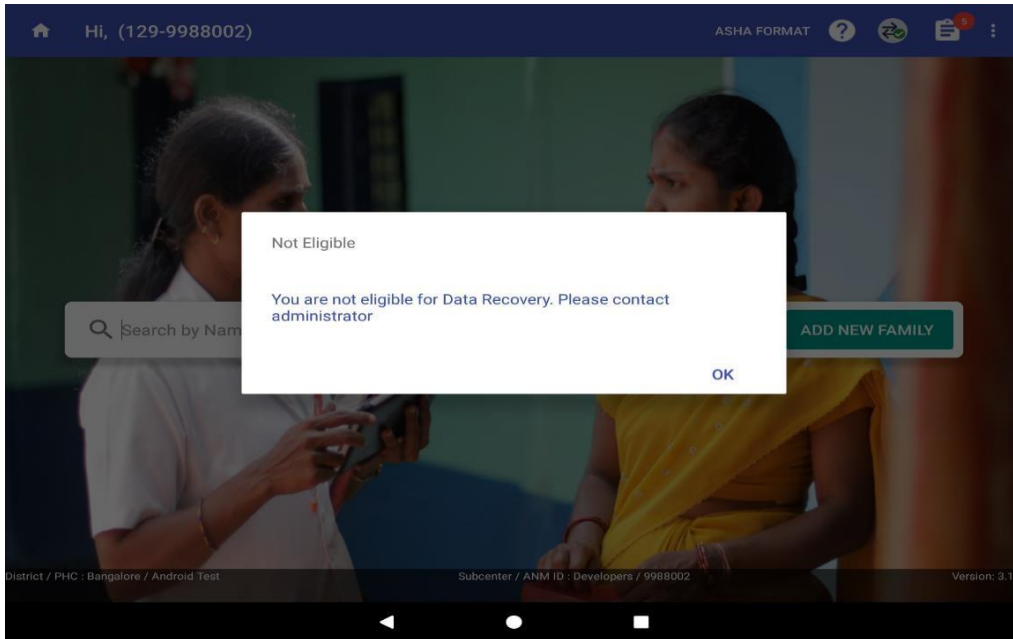 Hi, (129-9988002)
ASHA FORMAT
?
5
Not Eligible
You are not eligible for Data Recovery. Please contact
administrator
OK
Search by Nam
ADD NEW FAMILY
District / PHC : Bangalore / Android Test
Subcenter / ANM ID : Developers / 9988002
Version: 3.1